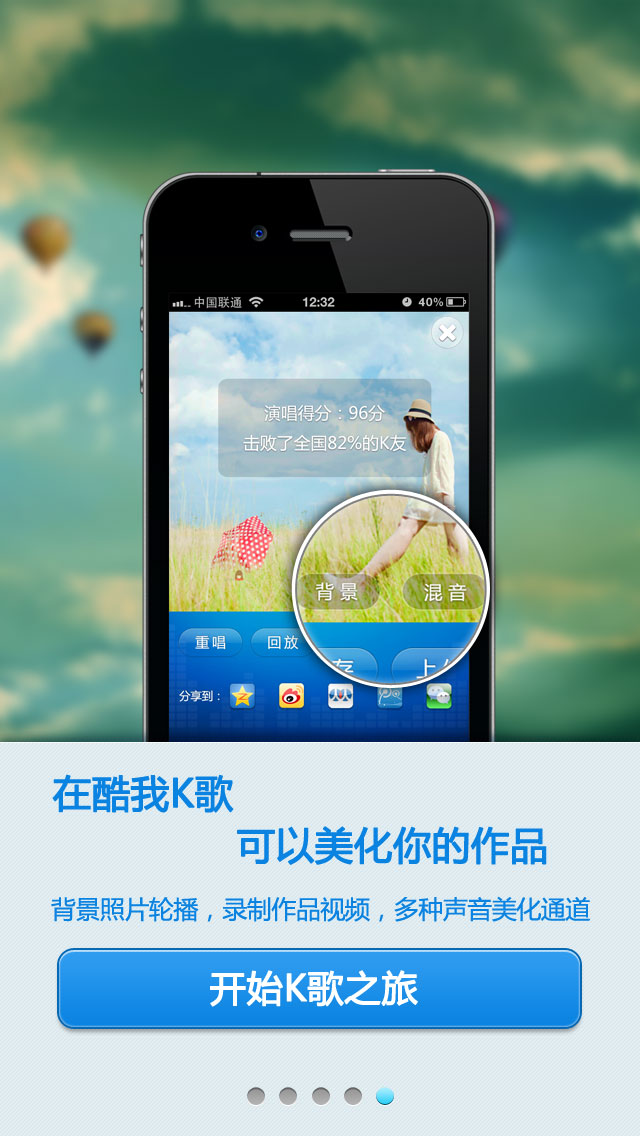 中国联通 12:32 40%
演唱得分：96分
击败了全国82%的K友
背景 混音
重唱 回放
存 上
分享到：
在酷我K歌
可以美化你的作品
背景照片轮播，录制作品视频，多种声音美化通道
开始K歌之旅